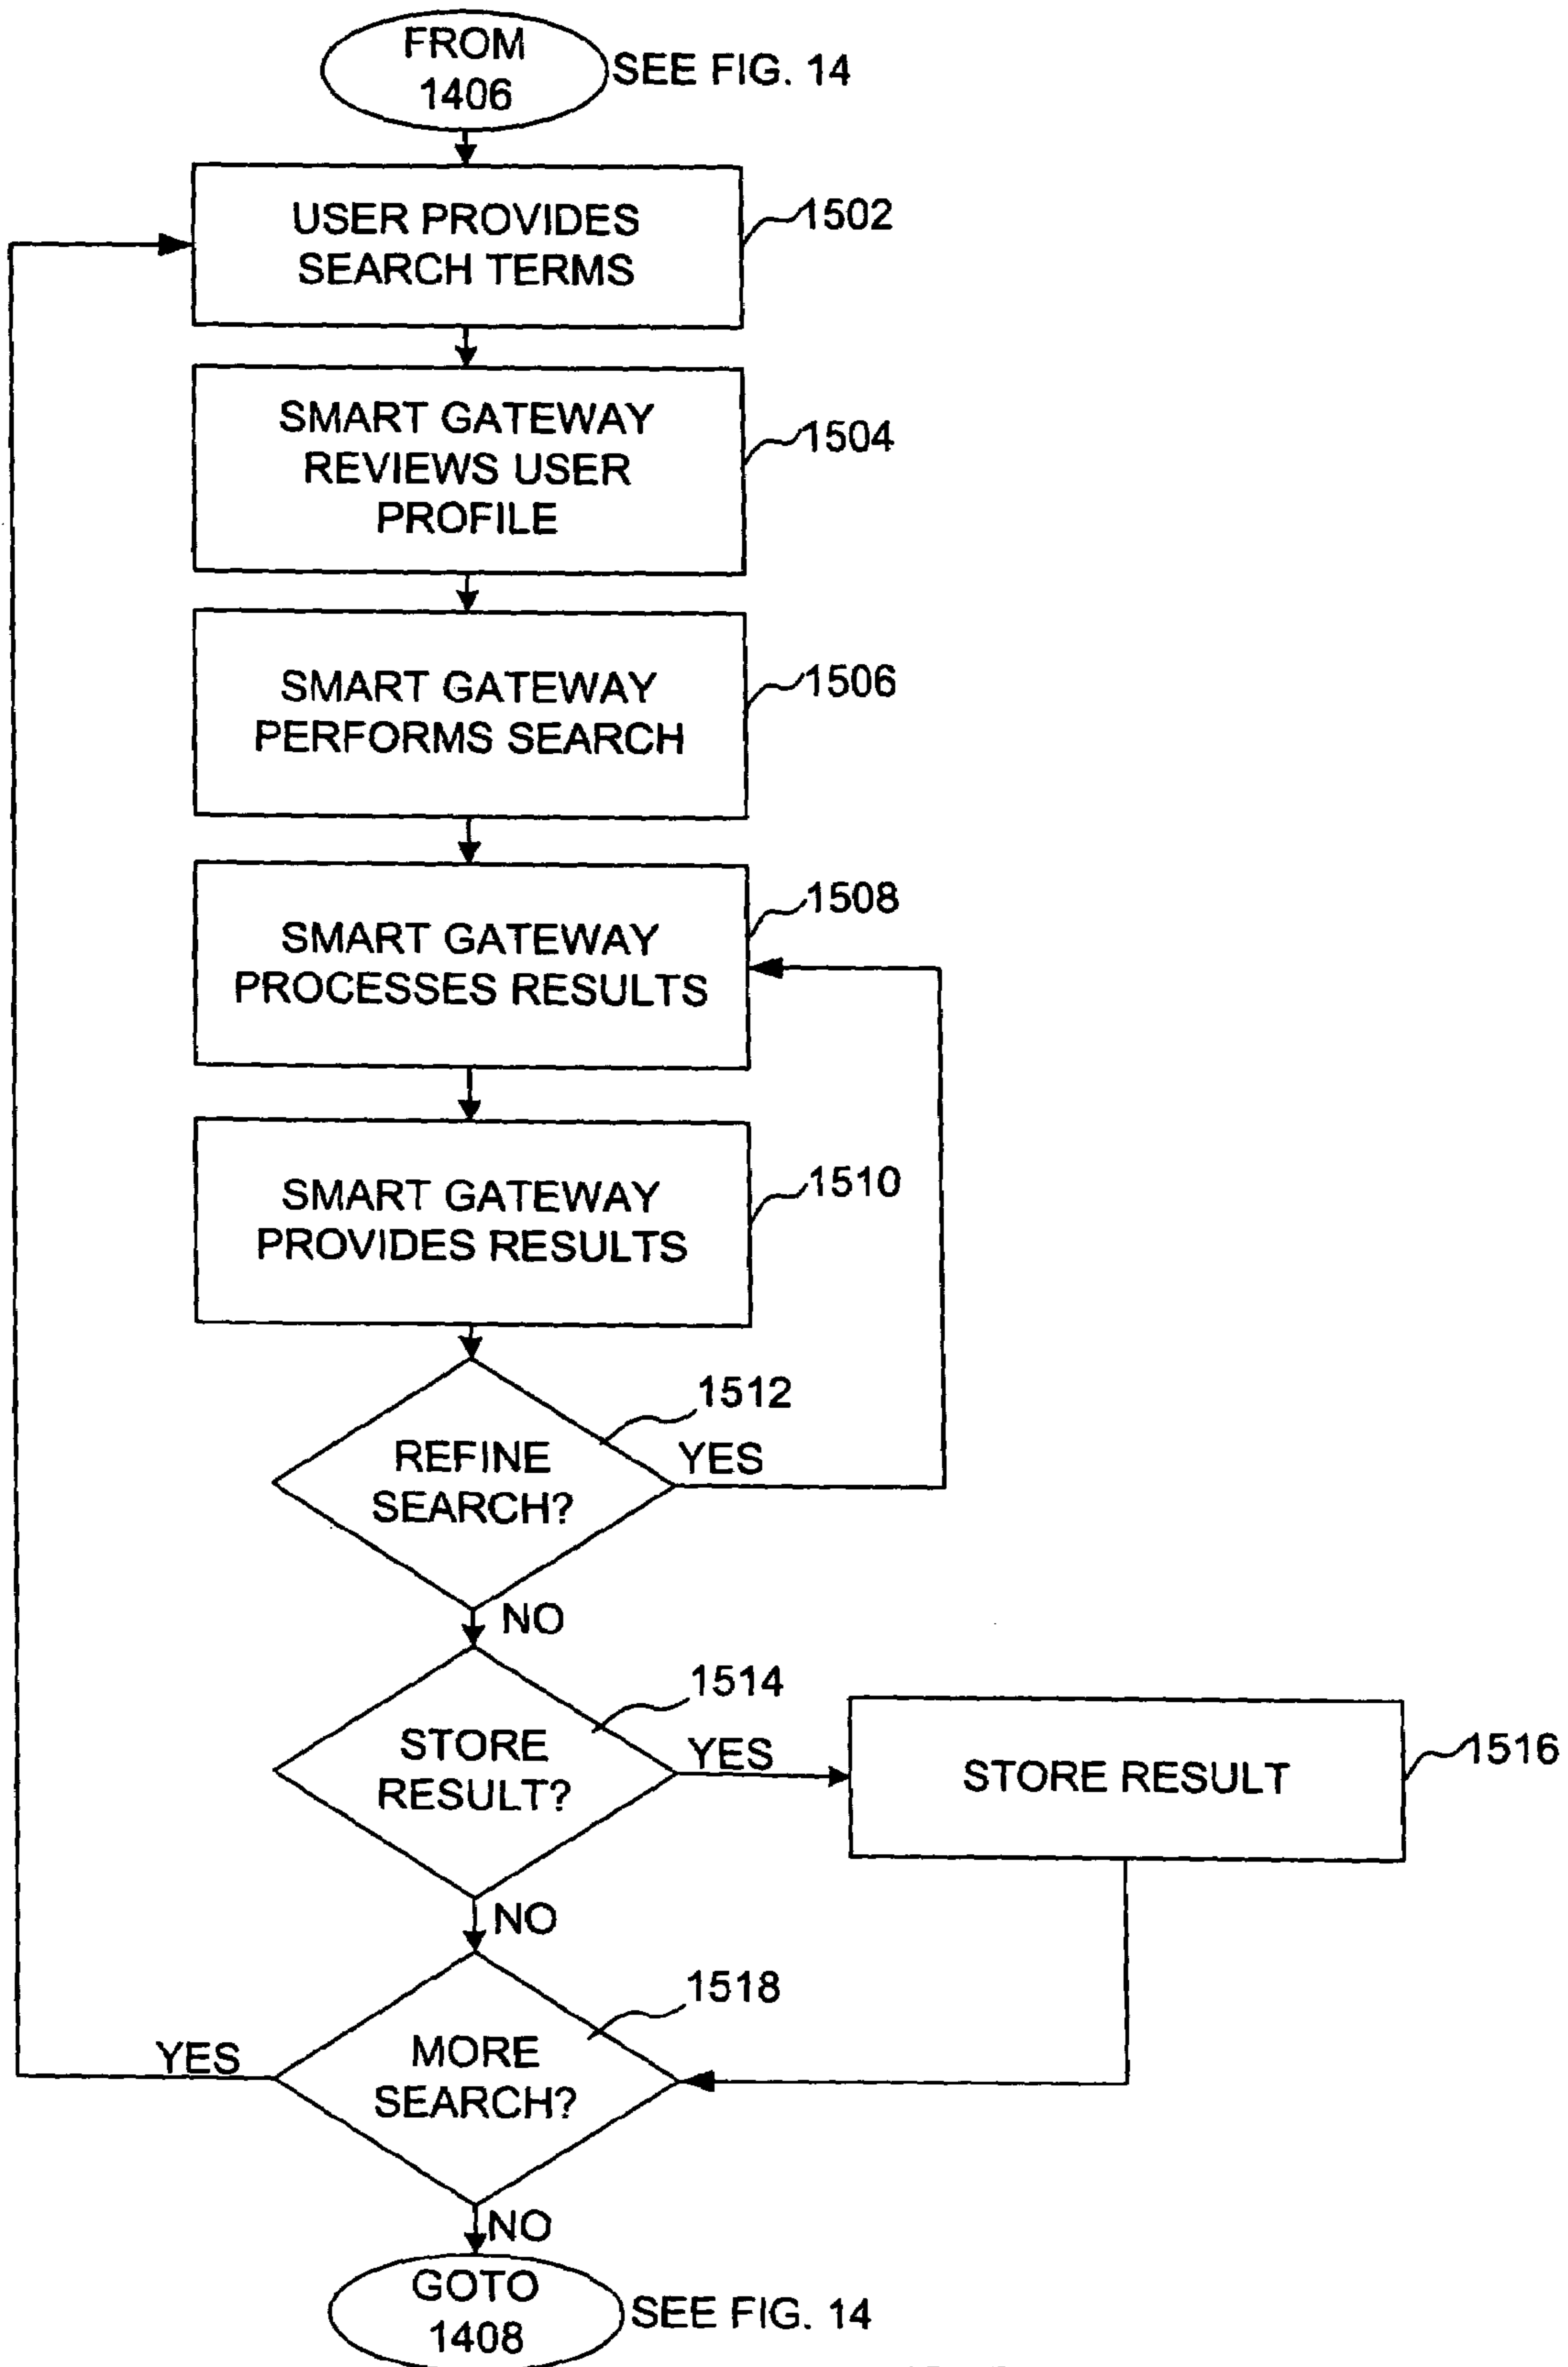 FROM
1406
SEE FIG. 14
USER PROVIDES
SEARCH TERMS
1502
SMART GATEWAY
REVIEWS USER
PROFILE
1504
SMART GATEWAY
PERFORMS SEARCH
1506
SMART GATEWAY
PROCESSES RESULTS
1508
SMART GATEWAY
PROVIDES RESULTS
1510
REFINE
SEARCH?
1512
YES
NO
STORE
RESULT?
1514
YES
STORE RESULT
1516
NO
MORE
SEARCH?
1518
YES
NO
GOTO
1408
SEE FIG. 14